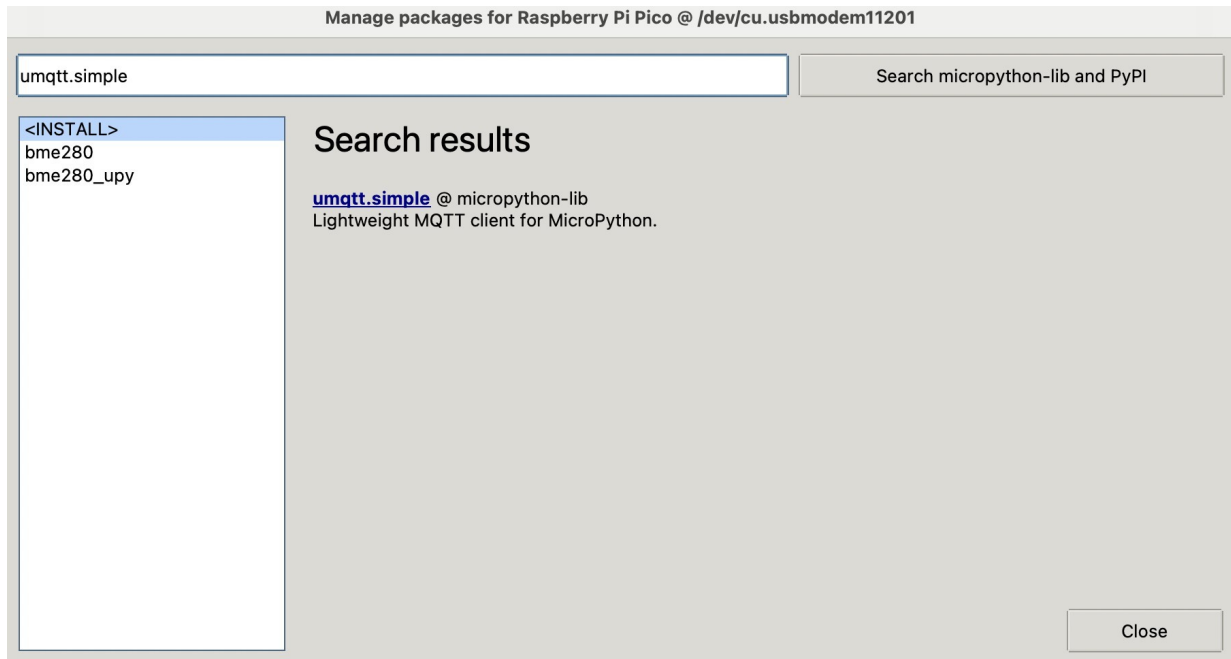 Manage packages for Raspberry Pi Pico @ /dev/cu.usbmodem11201
umqtt.simple
Search micropython-lib and PyPI
<INSTALL>
bme280
bme280_upy
Search results
umqtt.simple @ micropython-lib
Lightweight MQTT client for MicroPython.
Close